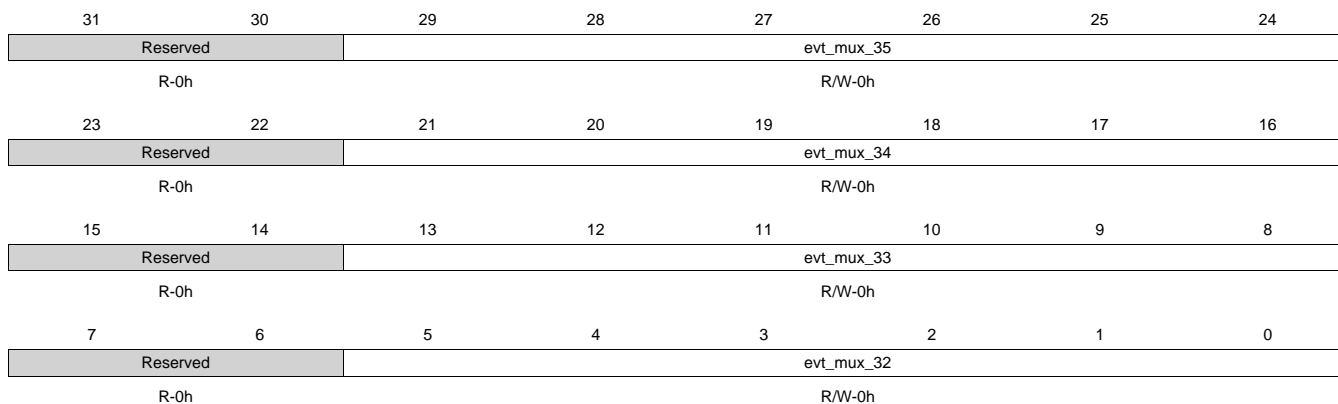 31 30 29 28 27 26 25 24
Reserved evt_mux_35
R-0h R/W-0h
23 22 21 20 19 18 17 16
Reserved evt_mux_34
R-0h R/W-0h
15 14 13 12 11 10 9 8
Reserved evt_mux_33
R-0h R/W-0h
7 6 5 4 3 2 1 0
Reserved evt_mux_32
R-0h R/W-0h